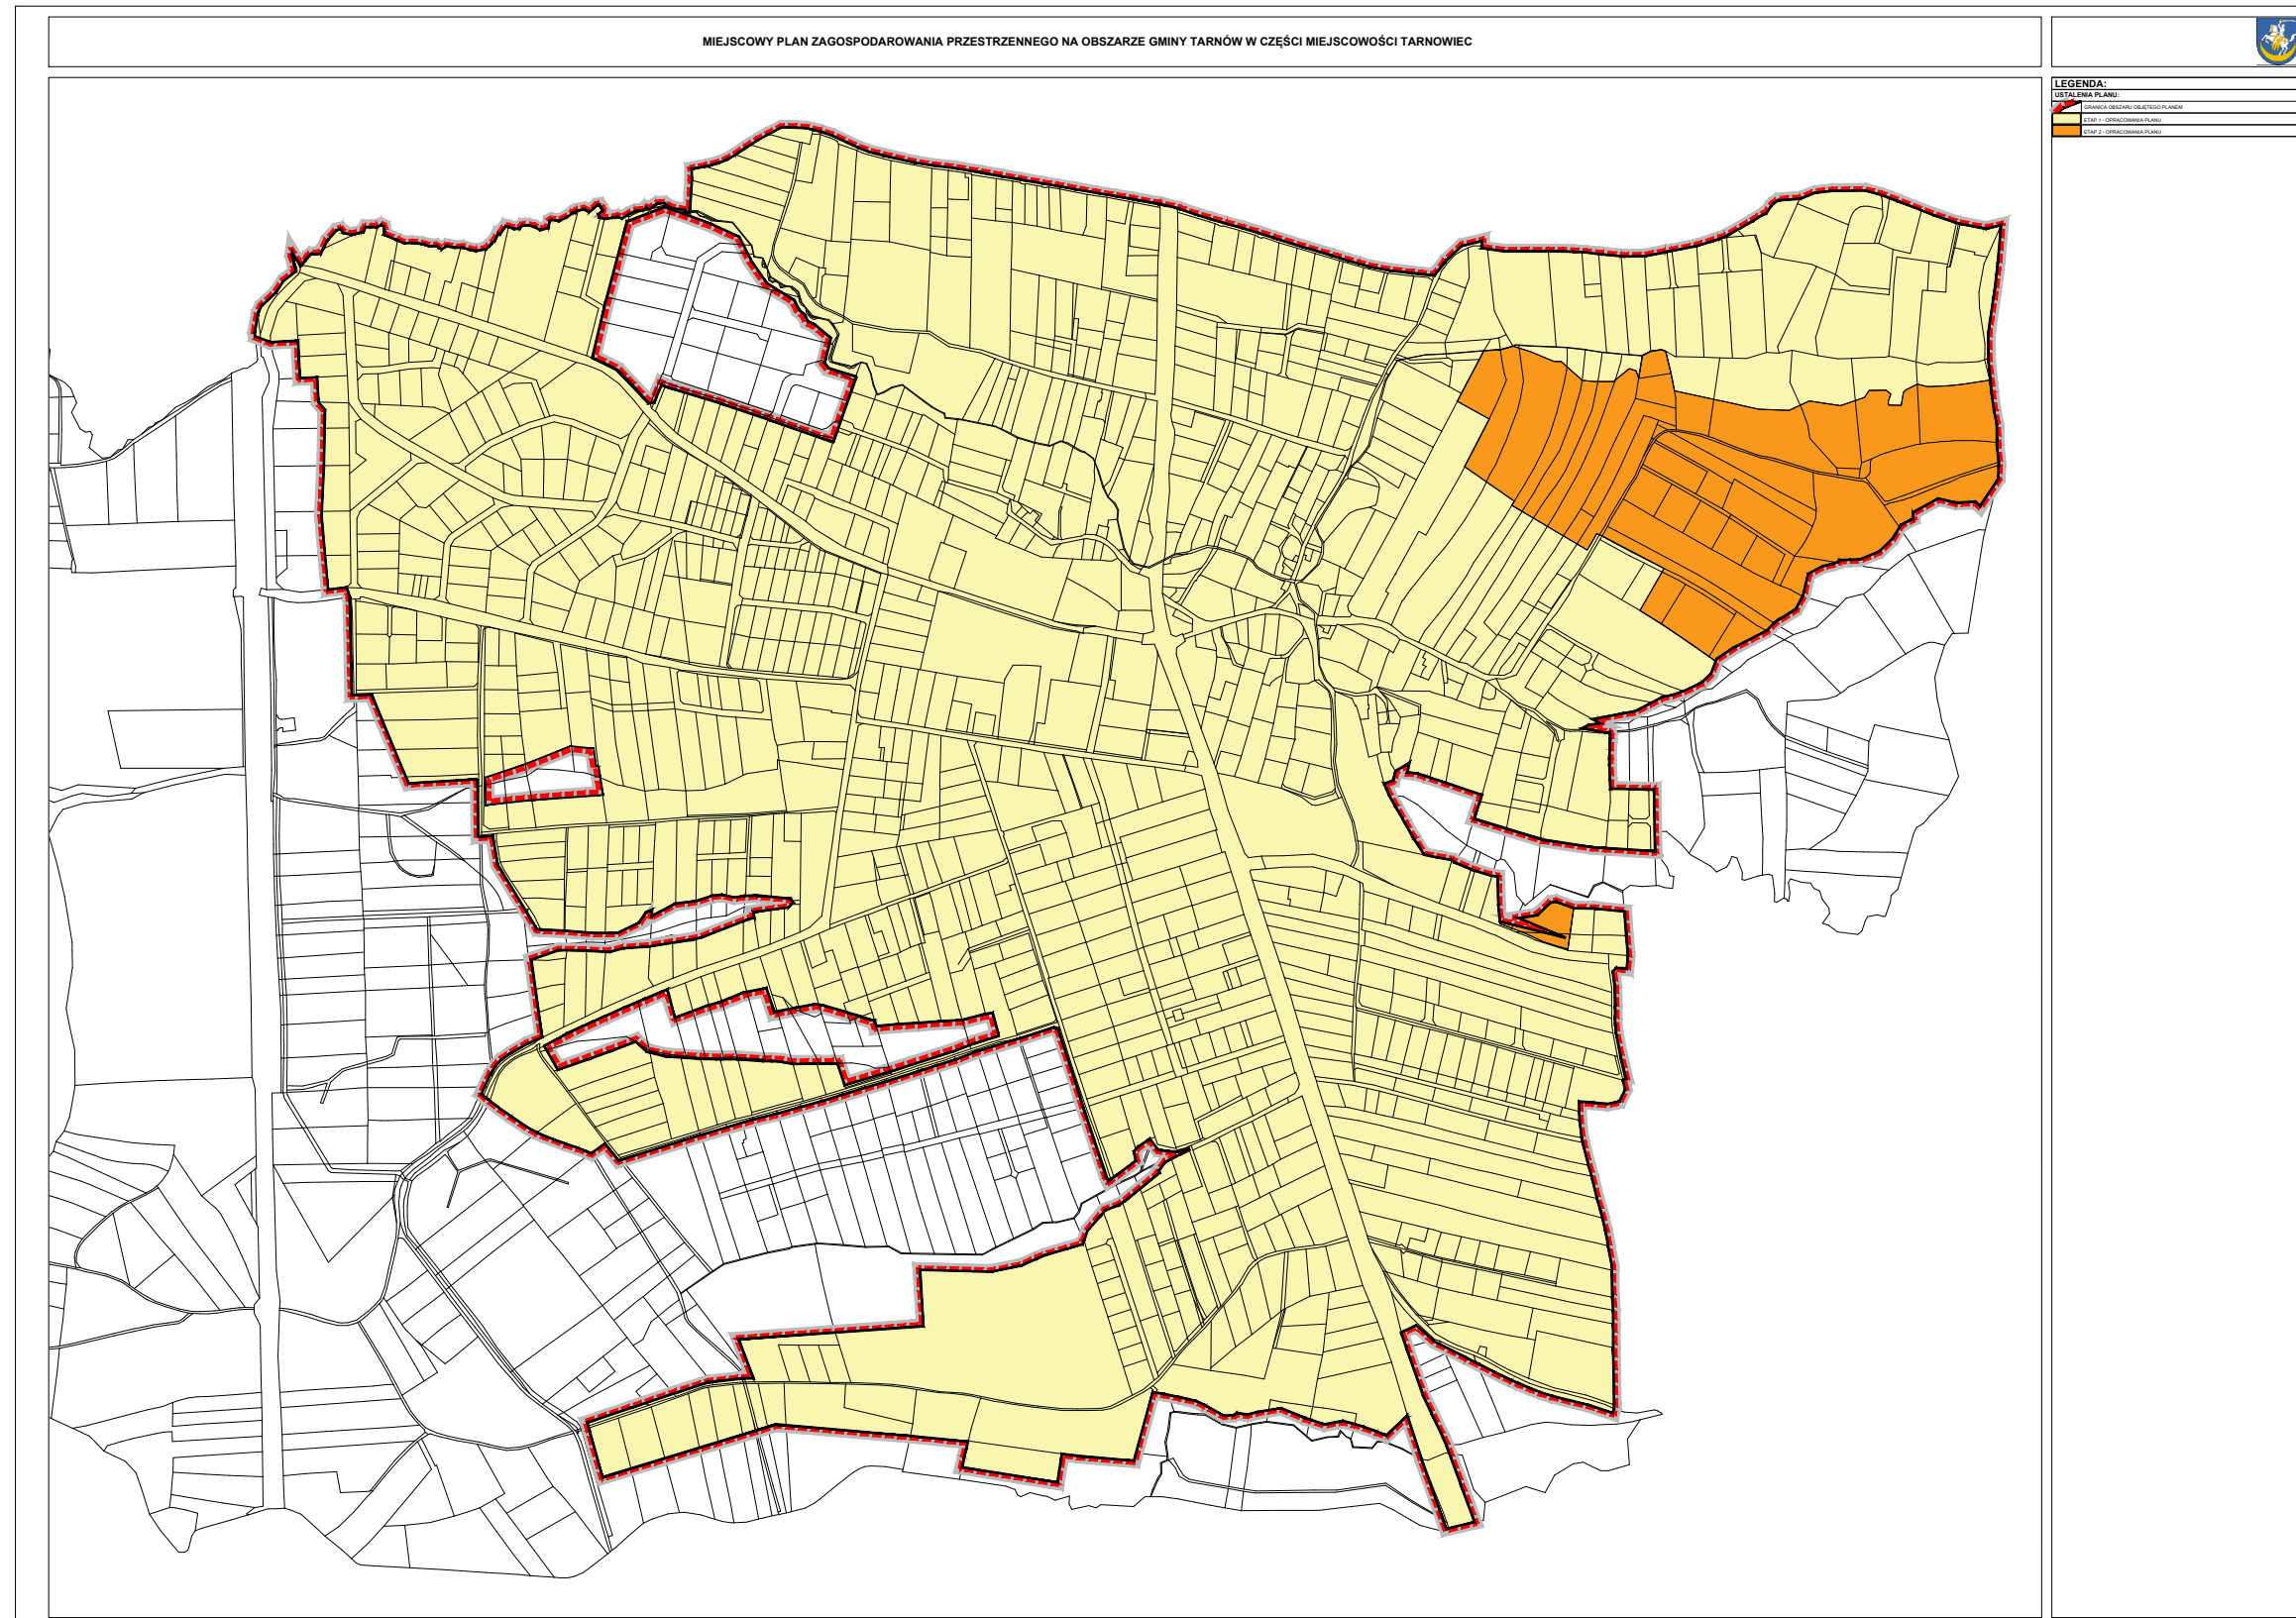 MIEJSCOWY PLAN ZAGOSPODAROWANIA PRZESTRZENNEGO NA OBSZARZE GMINY TARNÓW W CZĘŚCI MIEJSCOWOŚCI TARNOWIEC
LEGENDA:
USTALENIA PLANU:
GRANICA OBSZARU OBJĘTEGO PLANEM
ETAP 1 - OPRACOWANIA PLANU
ETAP 2 - OPRACOWANIA PLANU